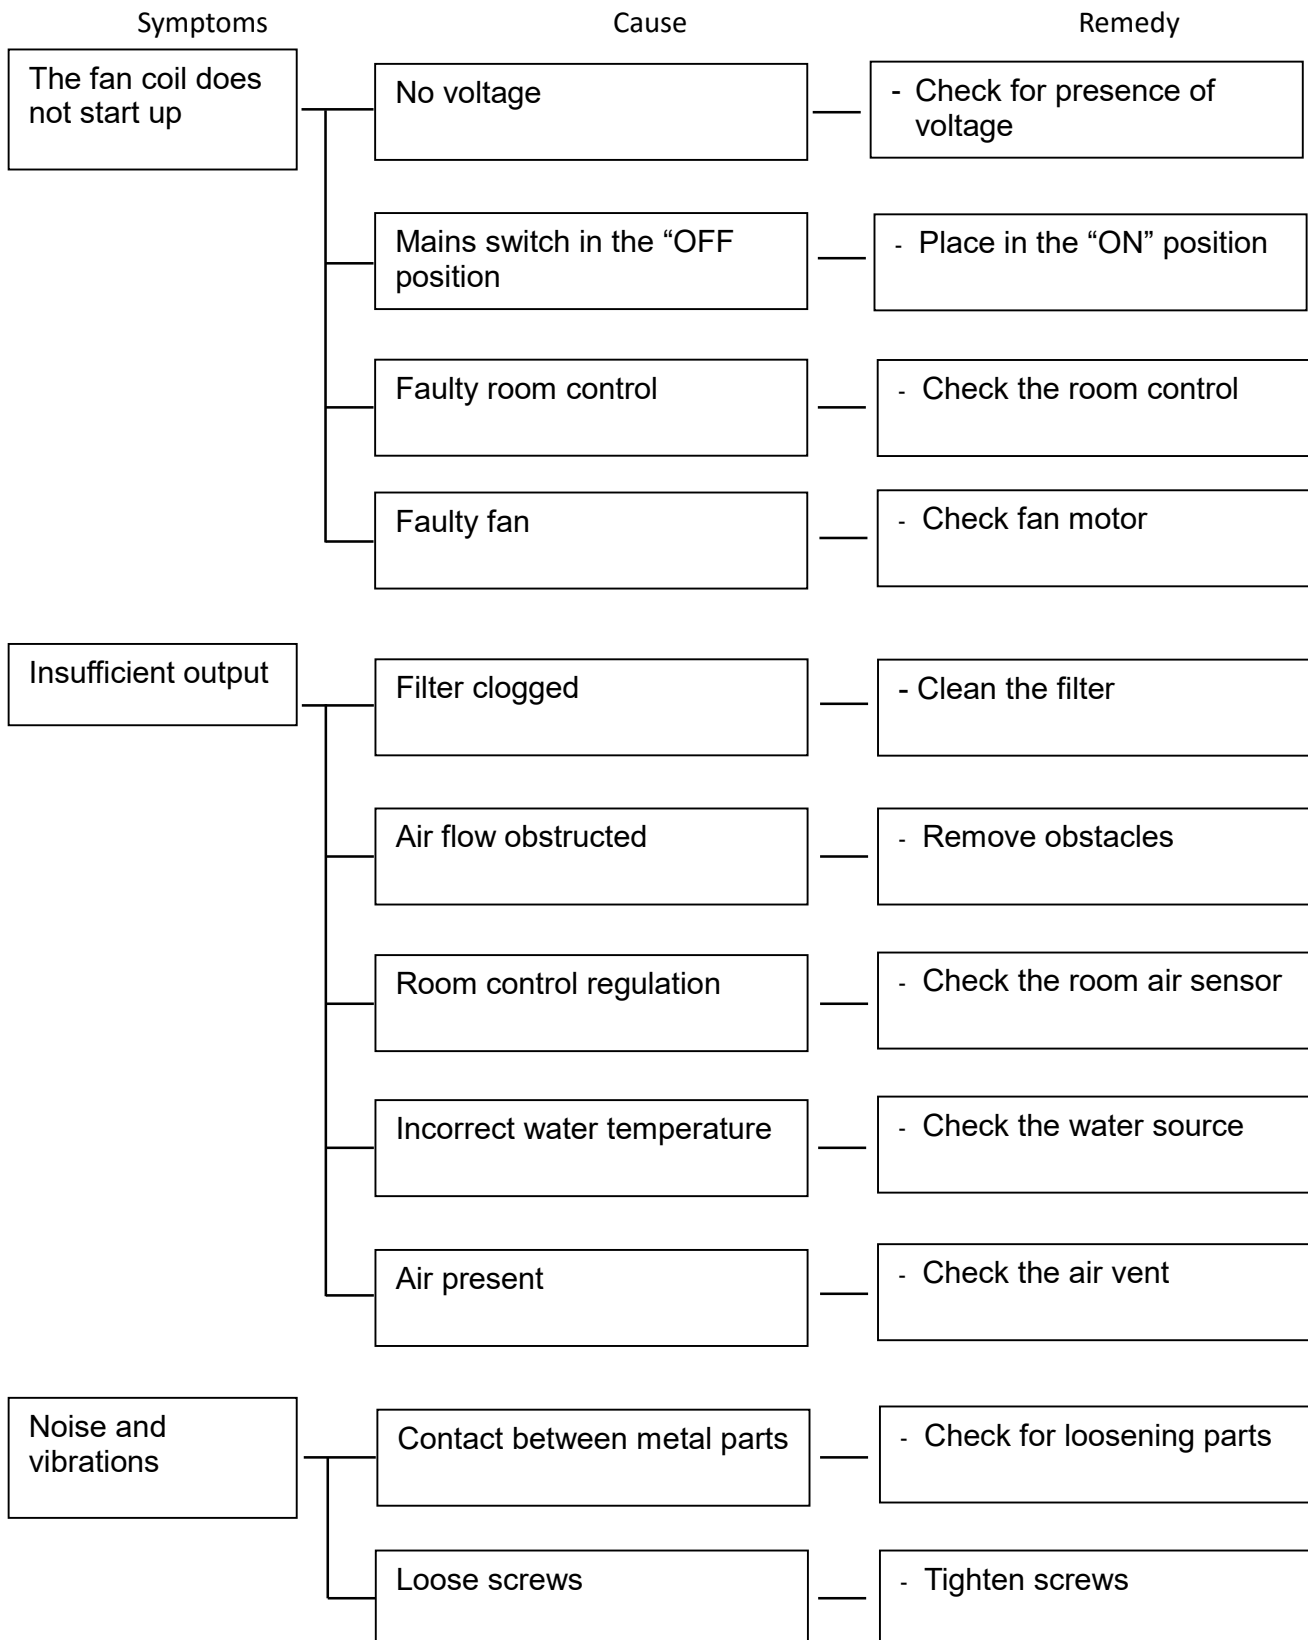 Symptoms Cause Remedy
The fan coil does
not start up
No voltage
- Check for presence of
voltage
Mains switch in the “OFF
position
- Place in the “ON” position
Faulty room control
- Check the room control
Faulty fan
- Check fan motor
Insufficient output
Filter clogged
- Clean the filter
Air flow obstructed
- Remove obstacles
Room control regulation
- Check the room air sensor
Incorrect water temperature
- Check the water source
Air present
- Check the air vent
Noise and
vibrations
Contact between metal parts
- Check for loosening parts
Loose screws
- Tighten screws